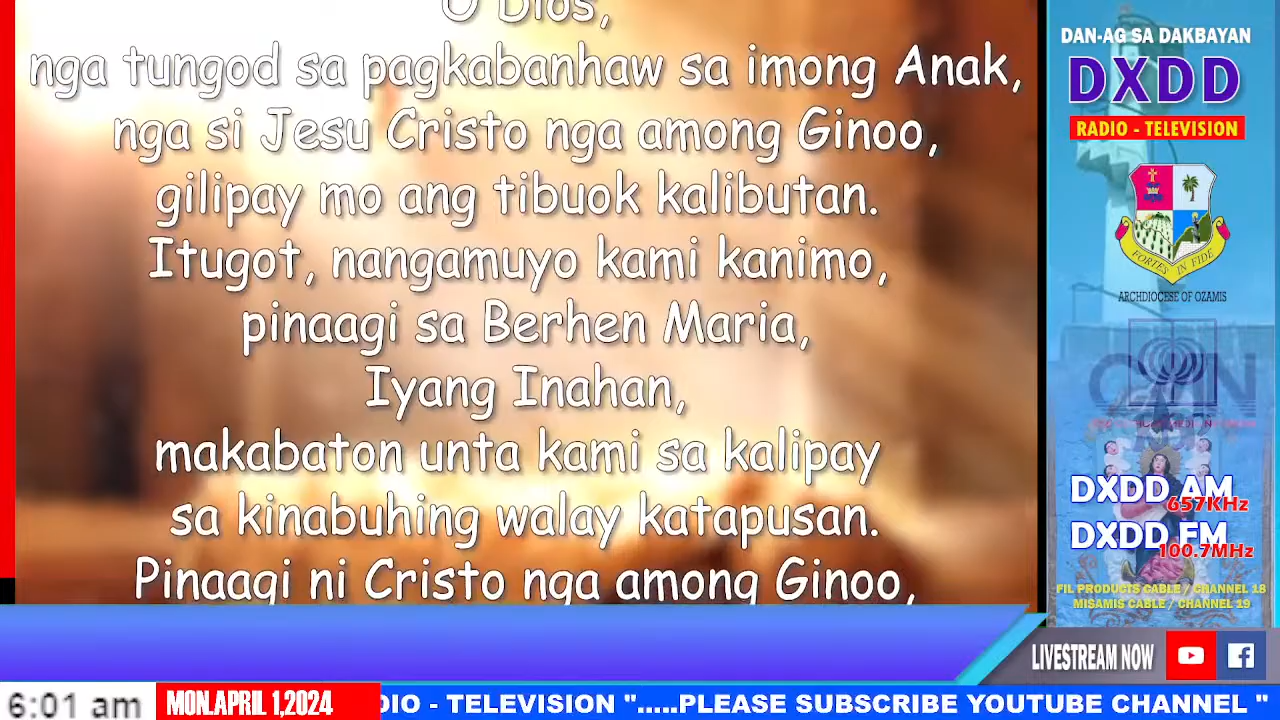 O Dios,
nga tungod sa pagkabanhaw sa imong Anak,
nga si Jesu Cristo nga among Ginoo,
gilipay mo ang tibuok kalibutan.
Itugot, nangamuyo kami kanimo,
pinaagi sa Berhen Maria,
Iyang Inahan,
makabaton unta kami sa kalipay
sa kinabuhing walay katapusan.
Pinaagi ni Cristo nga among Ginoo,
DAN-AG SA DAKBAYAN
DXDD
RADIO - TELEVISION
FORTES IN FIDE
ARCHDIOCESE OF OZAMIS
DXDD AM
657KHz
DXDD FM
100.7MHz
FIL PRODUCTS CABLE / CHANNEL 18
MISAMIS CABLE / CHANNEL 19
LIVESTREAM NOW
6:01 am
MON.APRIL 1,2024
DIO - TELEVISION ".....PLEASE SUBSCRIBE YOUTUBE CHANNEL "